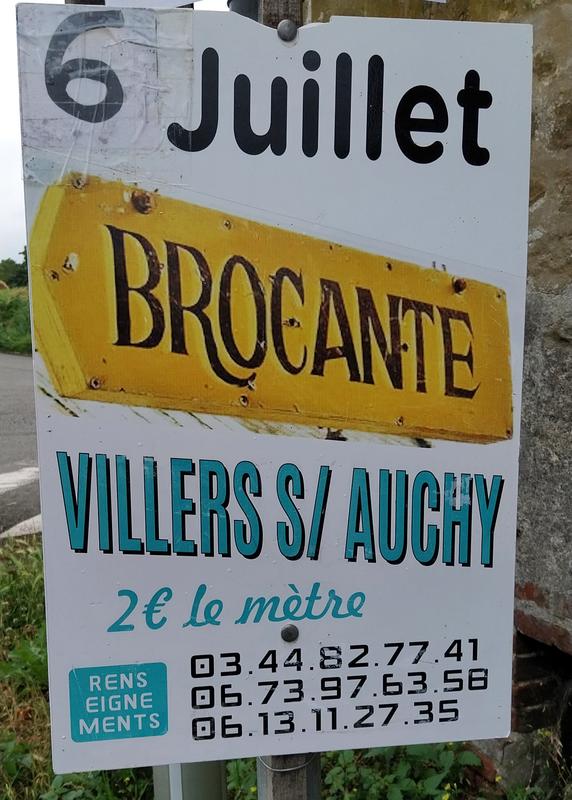 6 Juillet
BROCANTE
VILLERS S/ AUCHY
2€ le mètre
RENS
EIGNE
MENTS
03.44.82.77.41
06.73.97.63.58
06.13.11.27.35